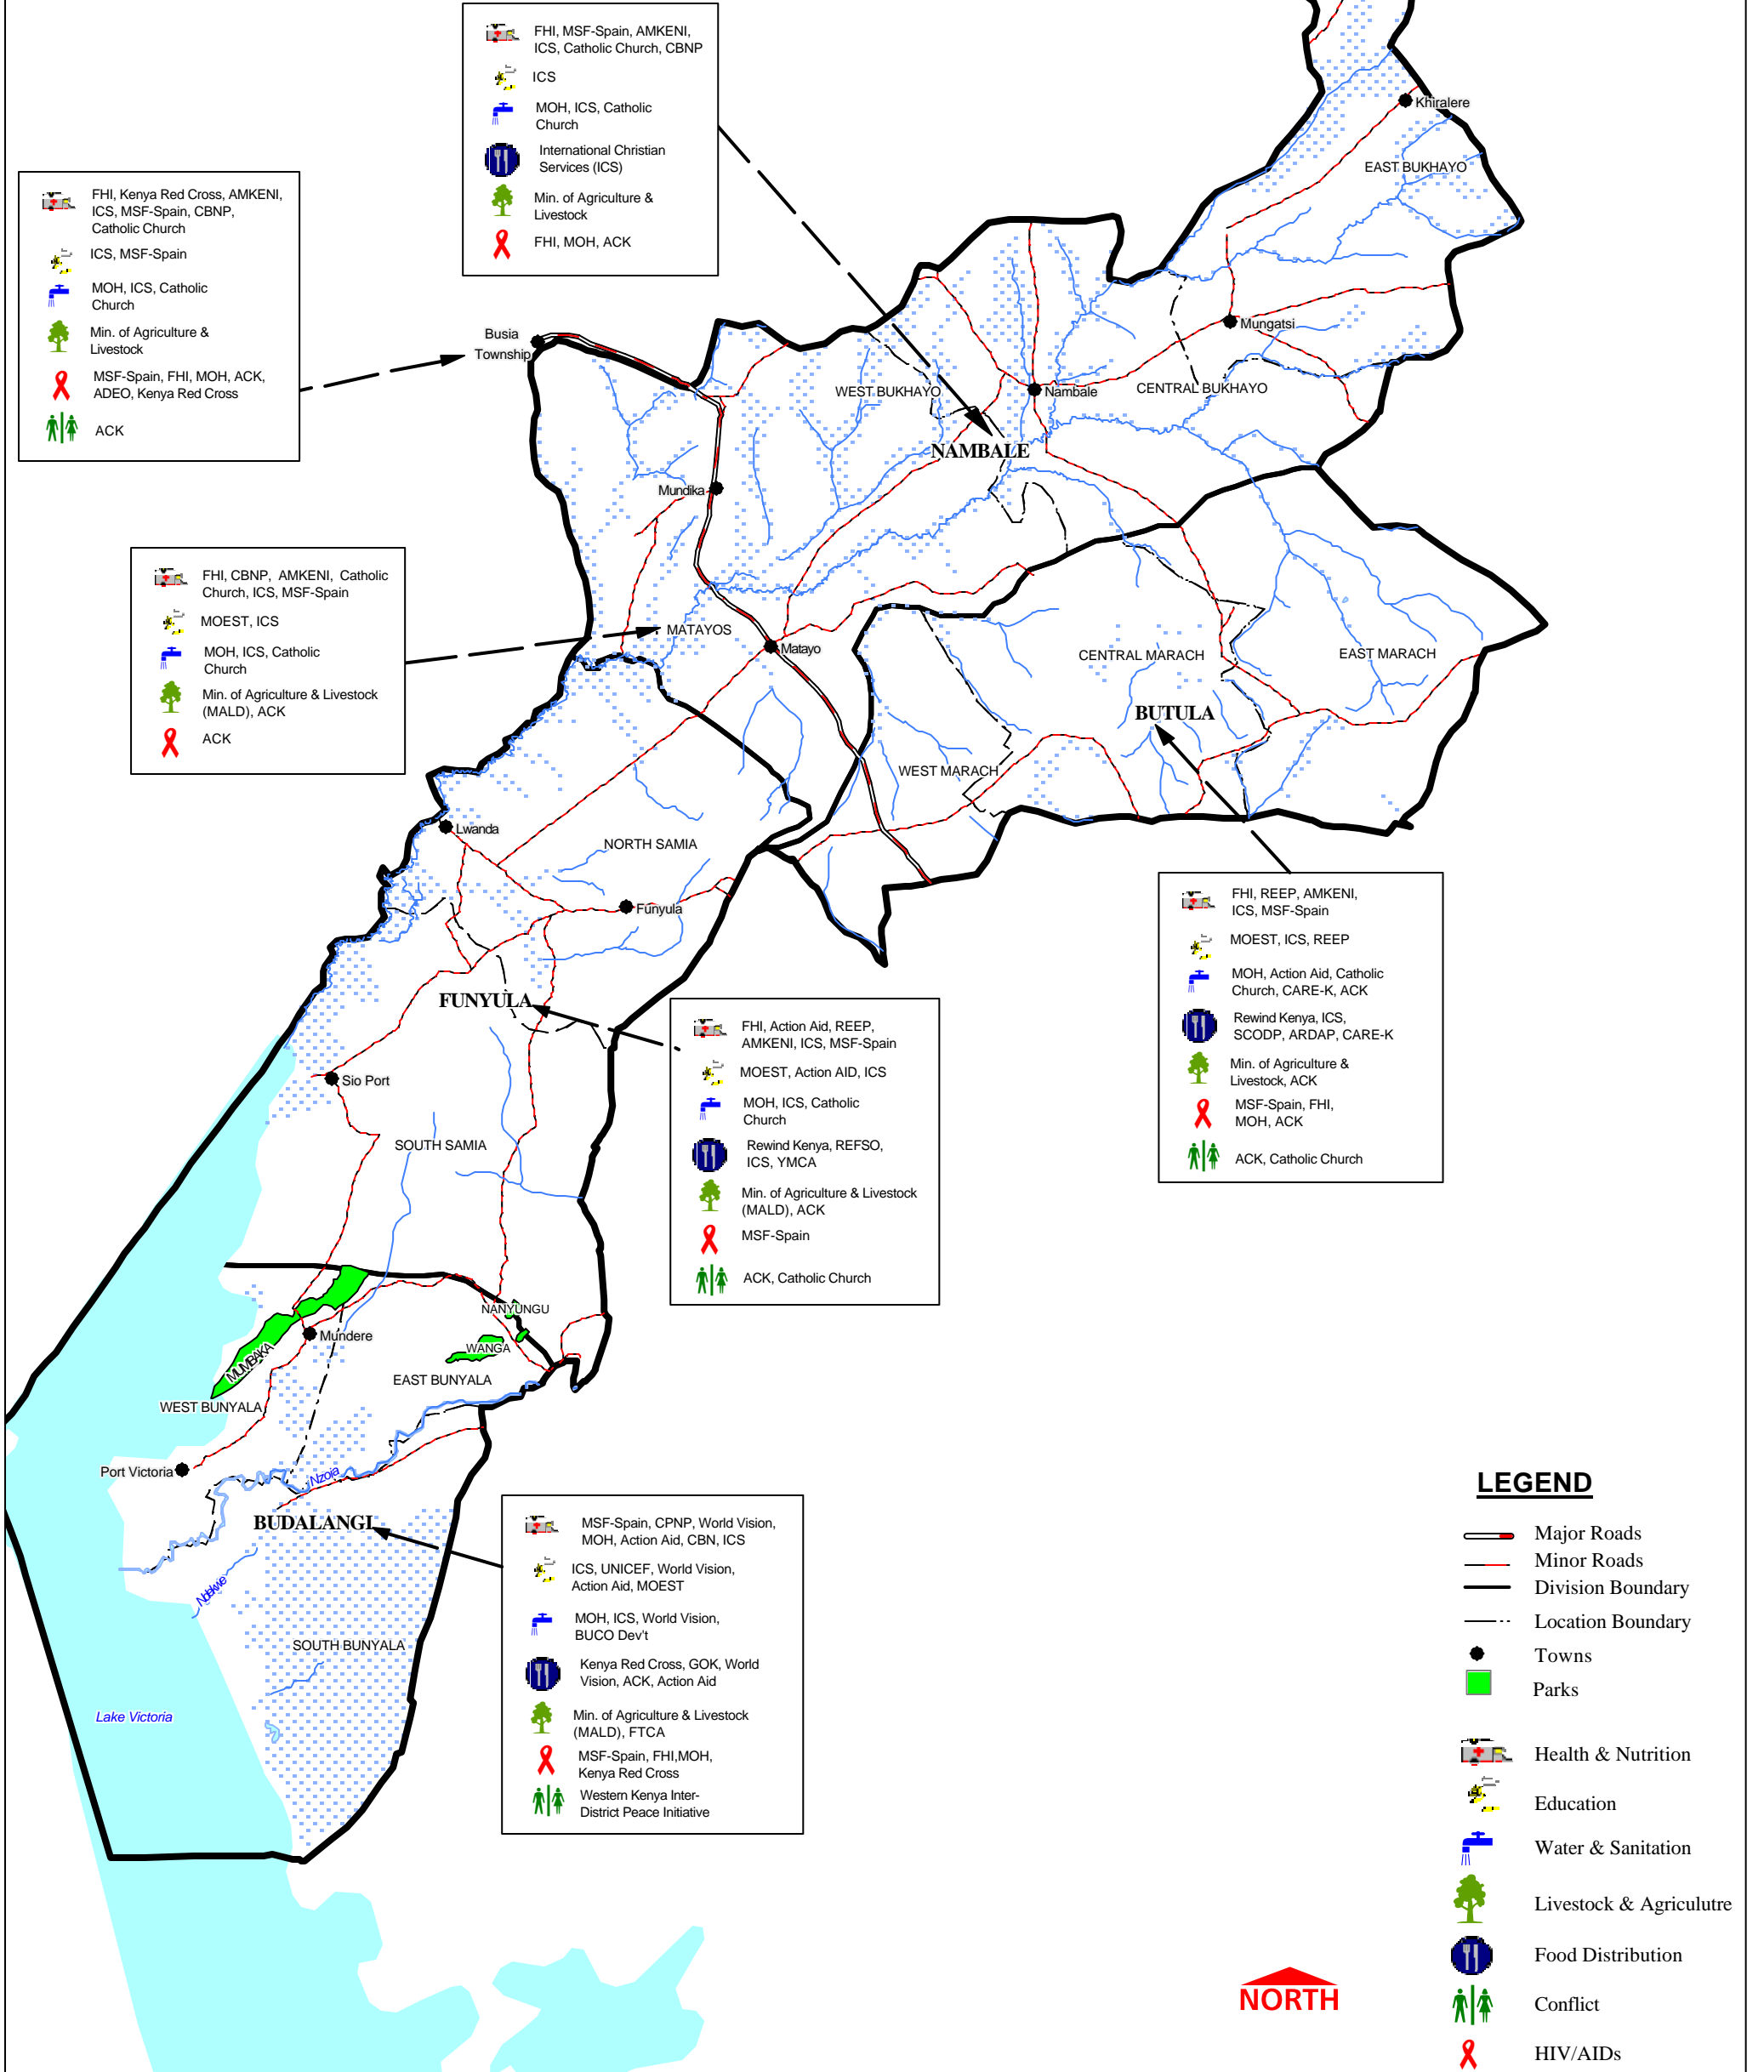 FHI, MSF-Spain, AMKENI,
ICS, Catholic Church, CBNP
ICS
MOH, ICS, Catholic
Church
International Christian
Services (ICS)
Min. of Agriculture &
Livestock
FHI, MOH, ACK
FHI, Kenya Red Cross, AMKENI,
ICS, MSF-Spain, CBNP,
Catholic Church
ICS, MSF-Spain
MOH, ICS, Catholic
Church
Min. of Agriculture &
Livestock
MSF-Spain, FHI, MOH, ACK,
ADEO, Kenya Red Cross
ACK
FHI, CBNP, AMKENI, Catholic
Church, ICS, MSF-Spain
MOEST, ICS
MOH, ICS, Catholic
Church
Min. of Agriculture & Livestock
(MALD), ACK
ACK
Khiralere
EAST BUKHAYO
Busia
Township
Mungatsi
WEST BUKHAYO
Nambale
CENTRAL BUKHAYO
NAMBALE
Mundika
MATAYOS
Matayo
CENTRAL MARACH
EAST MARACH
BUTULA
WEST MARACH
Lwanda
NORTH SAMIA
Funyula
FUNYULA
Sio Port
SOUTH SAMIA
NANYUNGU
Mundere
WANGA
MUMBAKA
EAST BUNYALA
WEST BUNYALA
Port Victoria
Nzoia
BUDALANGI
Ndekwe
SOUTH BUNYALA
Lake Victoria
FHI, REEP, AMKENI,
ICS, MSF-Spain
MOEST, ICS, REEP
MOH, Action Aid, Catholic
Church, CARE-K, ACK
Rewind Kenya, ICS,
SCODP, ARDAP, CARE-K
Min. of Agriculture &
Livestock, ACK
MSF-Spain, FHI,
MOH, ACK
ACK, Catholic Church
FHI, Action Aid, REEP,
AMKENI, ICS, MSF-Spain
MOEST, Action AID, ICS
MOH, ICS, Catholic
Church
Rewind Kenya, REFSO,
ICS, YMCA
Min. of Agriculture & Livestock
(MALD), ACK
MSF-Spain
ACK, Catholic Church
MSF-Spain, CPNP, World Vision,
MOH, Action Aid, CBN, ICS
ICS, UNICEF, World Vision,
Action Aid, MOEST
MOH, ICS, World Vision,
BUCO Dev't
Kenya Red Cross, GOK, World
Vision, ACK, Action Aid
Min. of Agriculture & Livestock
(MALD), FTCA
MSF-Spain, FHI,MOH,
Kenya Red Cross
Western Kenya Inter-
District Peace Initiative
LEGEND
Major Roads
Minor Roads
Division Boundary
Location Boundary
Towns
Parks
Health & Nutrition
Education
Water & Sanitation
Livestock & Agriculutre
Food Distribution
Conflict
HIV/AIDs
NORTH